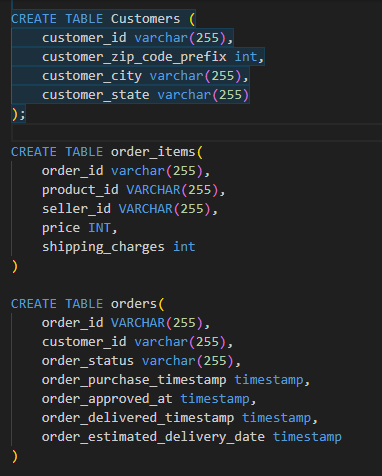 CREATE TABLE Customers (
    customer_id varchar(255),
    customer_zip_code_prefix int,
    customer_city varchar(255),
    customer_state varchar(255)
);
CREATE TABLE order_items(
    order_id varchar(255),
    product_id VARCHAR(255),
    seller_id VARCHAR(255),
    price INT,
    shipping_charges int
)
CREATE TABLE orders(
    order_id VARCHAR(255),
    customer_id varchar(255),
    order_status varchar(255),
    order_purchase_timestamp timestamp,
    order_approved_at timestamp,
    order_delivered_timestamp timestamp,
    order_estimated_delivery_date timestamp
)